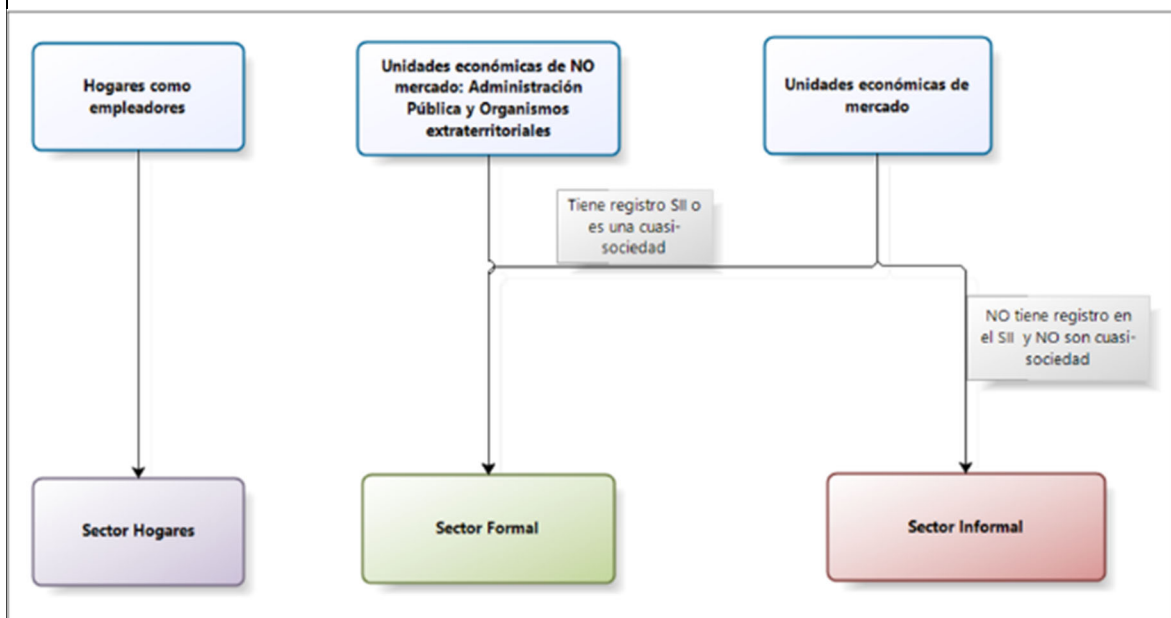 Hogares como
empleadores
Unidades económicas de NO
mercado: Administración
Pública y Organismos
extraterritoriales
Unidades económicas de
mercado
Tiene registro SII o
es una cuasi-
sociedad
NO tiene registro en
el SII y NO son cuasi-
sociedad
Sector Hogares
Sector Formal
Sector Informal